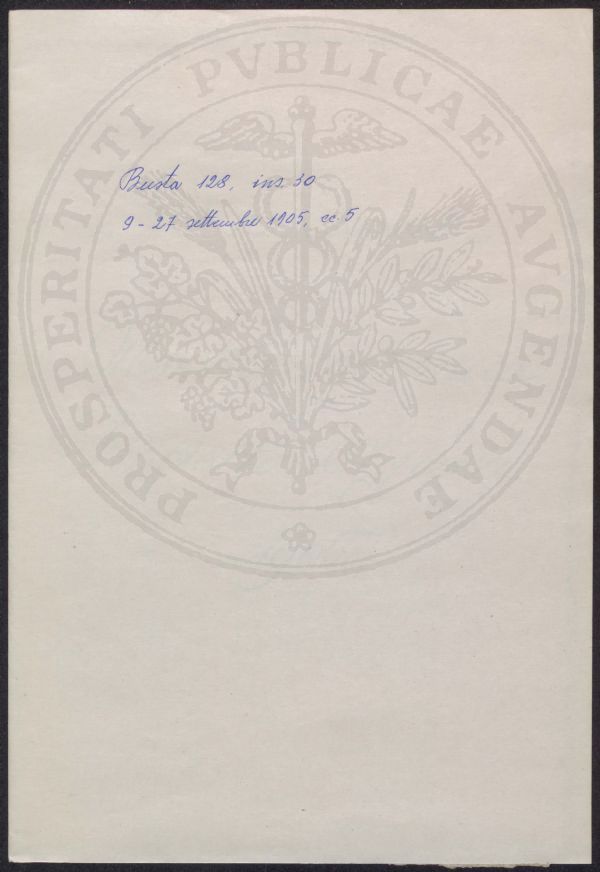 PROSPERITATI PVBLICAE AVGENDAE
Busta 128, ins. 30
9 - 27 settembre 1905, cc. 5